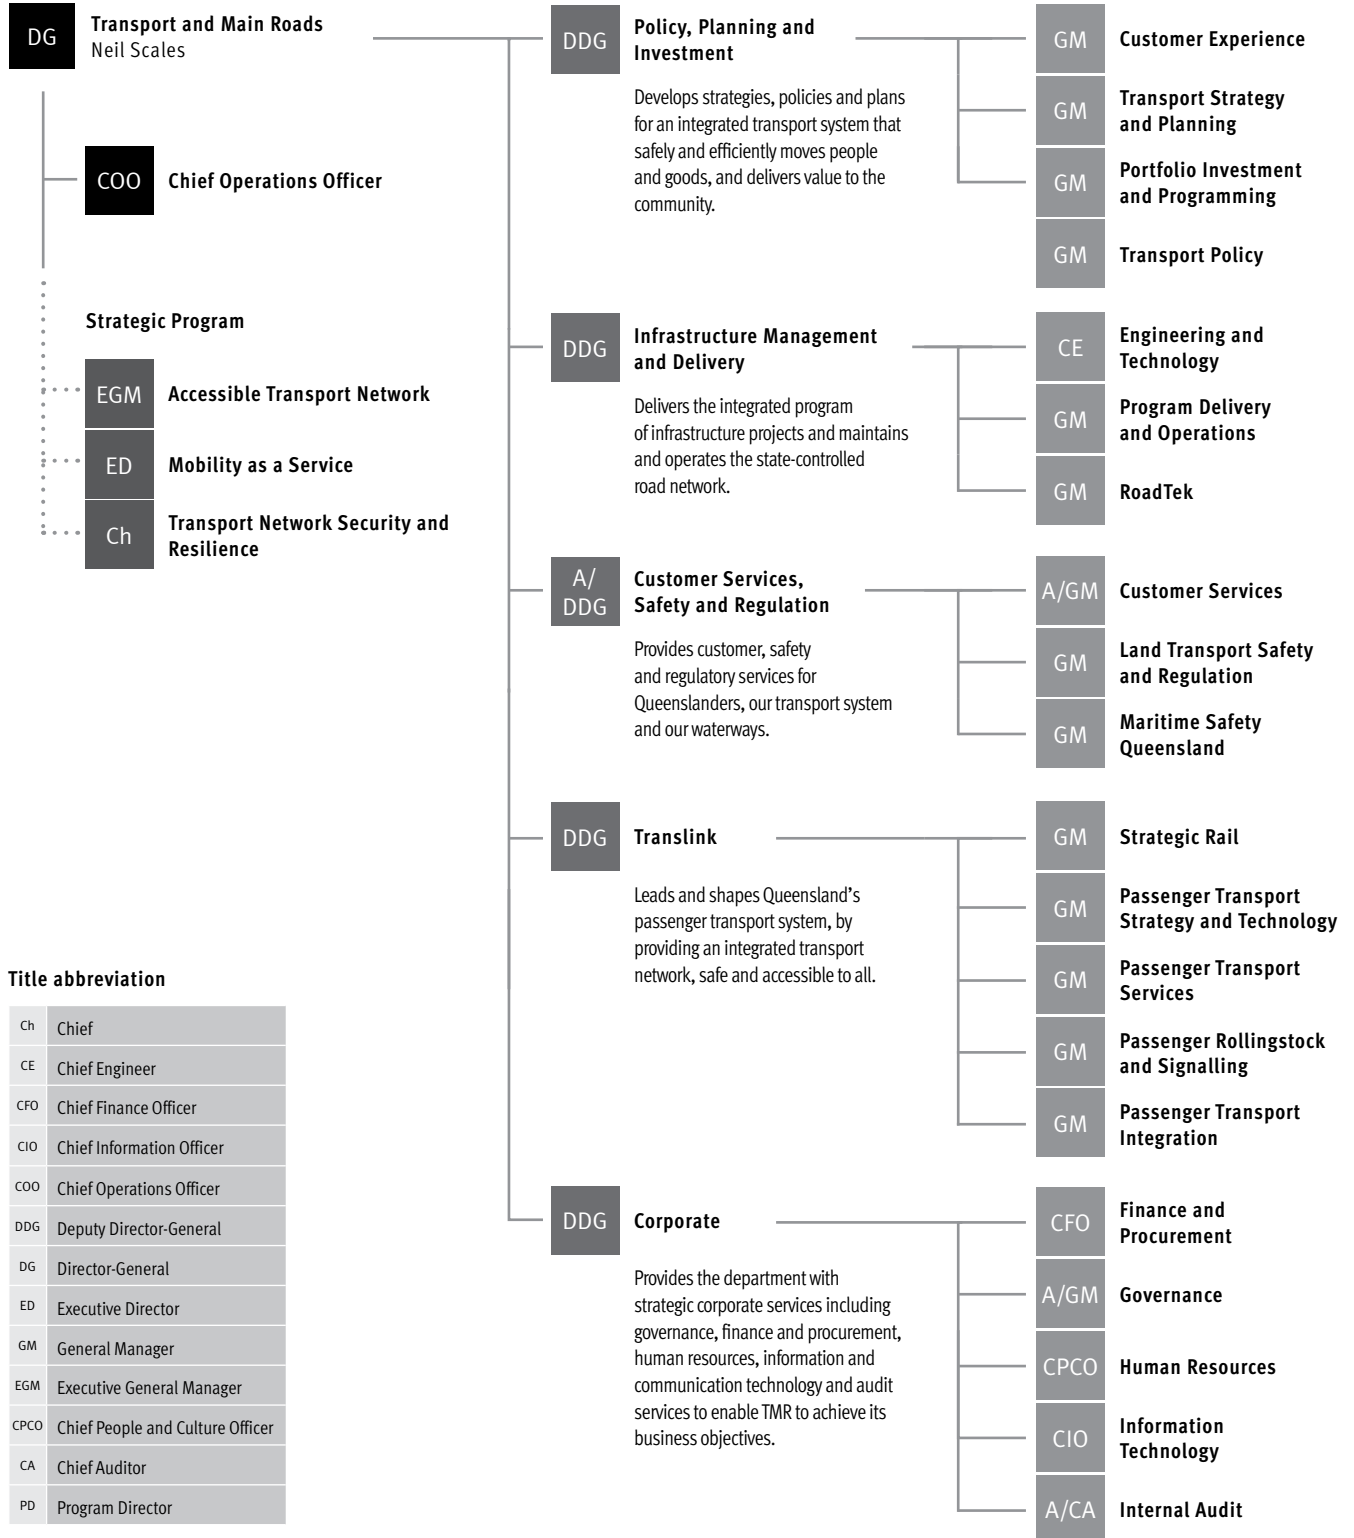 DG
Transport and Main Roads
Neil Scales
COO
Chief Operations Officer
Strategic Program
EGM
Accessible Transport Network
ED
Mobility as a Service
Ch
Transport Network Security and
Resilience
DDG
Policy, Planning and
Investment
Develops strategies, policies and plans
for an integrated transport system that
safely and efficiently moves people
and goods, and delivers value to the
community.
GM
Customer Experience
GM
Transport Strategy
and Planning
GM
Portfolio Investment
and Programming
GM
Transport Policy
DDG
Infrastructure Management
and Delivery
Delivers the integrated program
of infrastructure projects and maintains
and operates the state-controlled
road network.
CE
Engineering and
Technology
GM
Program Delivery
and Operations
GM
RoadTek
A/
DDG
Customer Services,
Safety and Regulation
Provides customer, safety
and regulatory services for
Queenslanders, our transport system
and our waterways.
A/GM
Customer Services
GM
Land Transport Safety
and Regulation
GM
Maritime Safety
Queensland
DDG
Translink
Leads and shapes Queensland's
passenger transport system, by
providing an integrated transport
network, safe and accessible to all.
GM
Strategic Rail
GM
Passenger Transport
Strategy and Technology
GM
Passenger Transport
Services
GM
Passenger Rollingstock
and Signalling
GM
Passenger Transport
Integration
DDG
Corporate
Provides the department with
strategic corporate services including
governance, finance and procurement,
human resources, information and
communication technology and audit
services to enable TMR to achieve its
business objectives.
CFO
Finance and
Procurement
A/GM
Governance
CPCO
Human Resources
CIO
Information
Technology
A/CA
Internal Audit
Title abbreviation
Ch Chief
CE Chief Engineer
CFO Chief Finance Officer
CIO Chief Information Officer
COO Chief Operations Officer
DDG Deputy Director-General
DG Director-General
ED Executive Director
GM General Manager
EGM Executive General Manager
CPCO Chief People and Culture Officer
CA Chief Auditor
PD Program Director